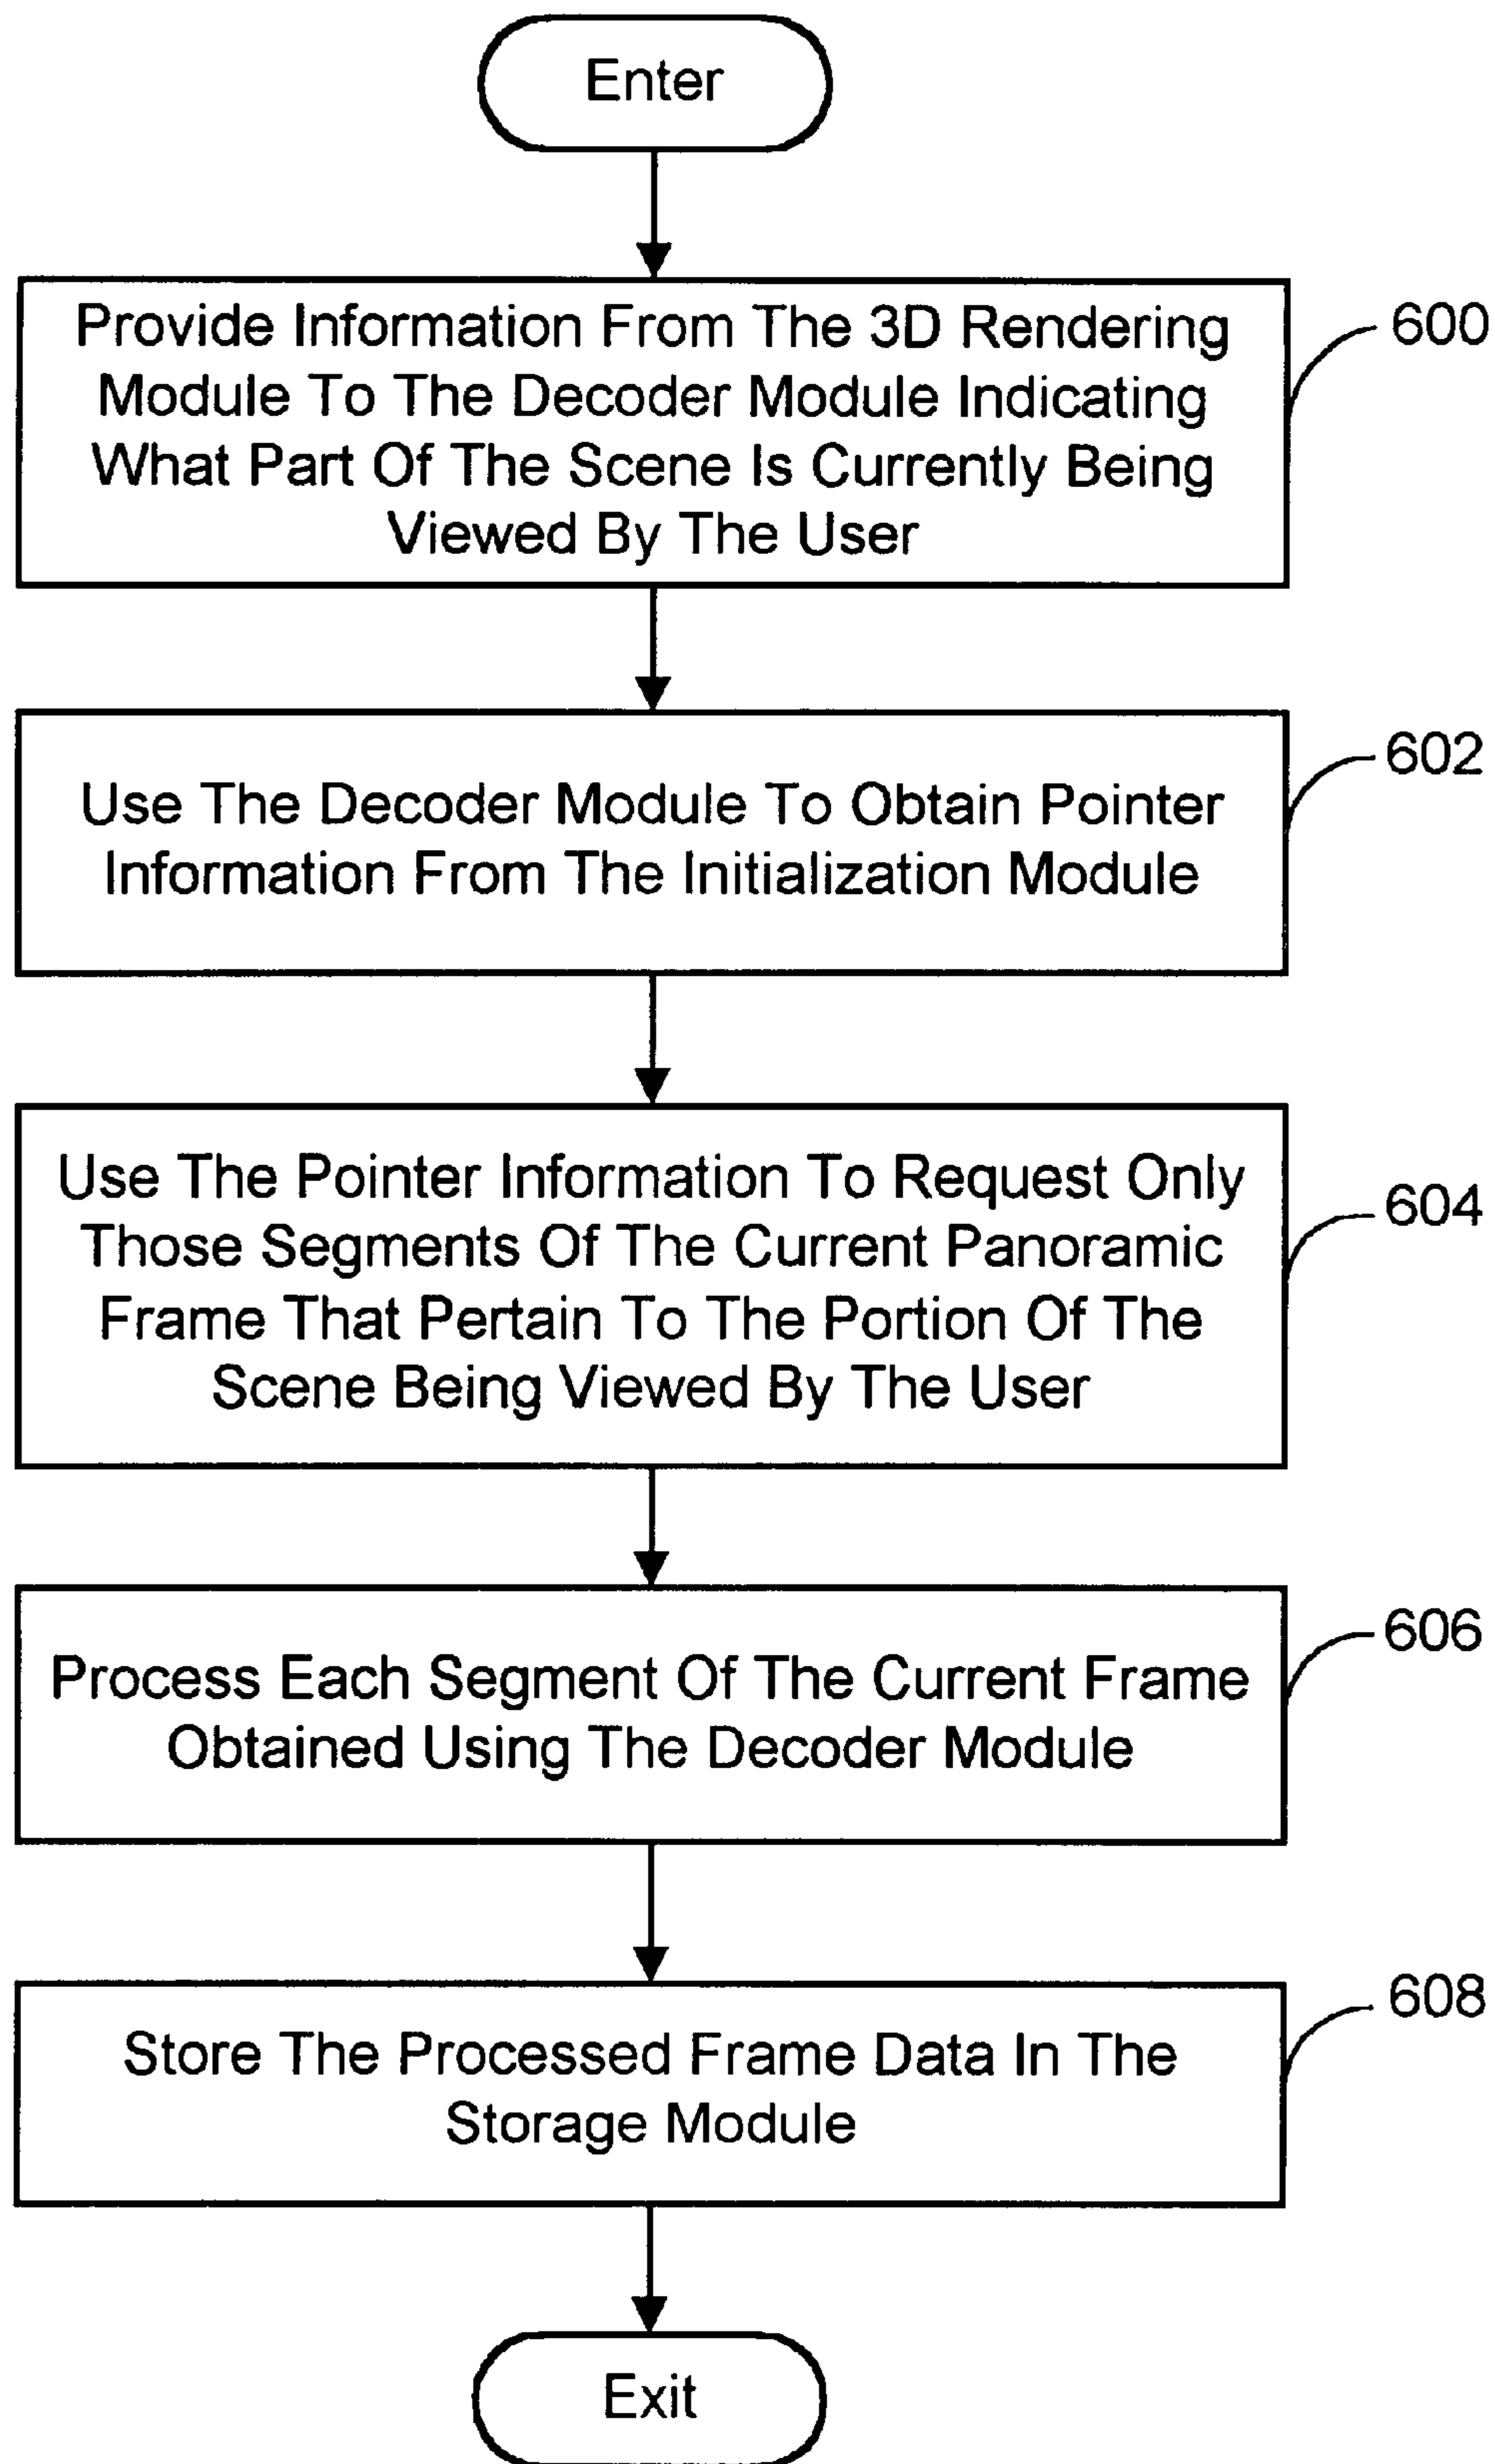 Enter
Provide Information From The 3D Rendering
Module To The Decoder Module Indicating
What Part Of The Scene Is Currently Being
Viewed By The User
600
Use The Decoder Module To Obtain Pointer
Information From The Initialization Module
602
Use The Pointer Information To Request Only
Those Segments Of The Current Panoramic
Frame That Pertain To The Portion Of The
Scene Being Viewed By The User
604
Process Each Segment Of The Current Frame
Obtained Using The Decoder Module
606
Store The Processed Frame Data In The
Storage Module
608
Exit